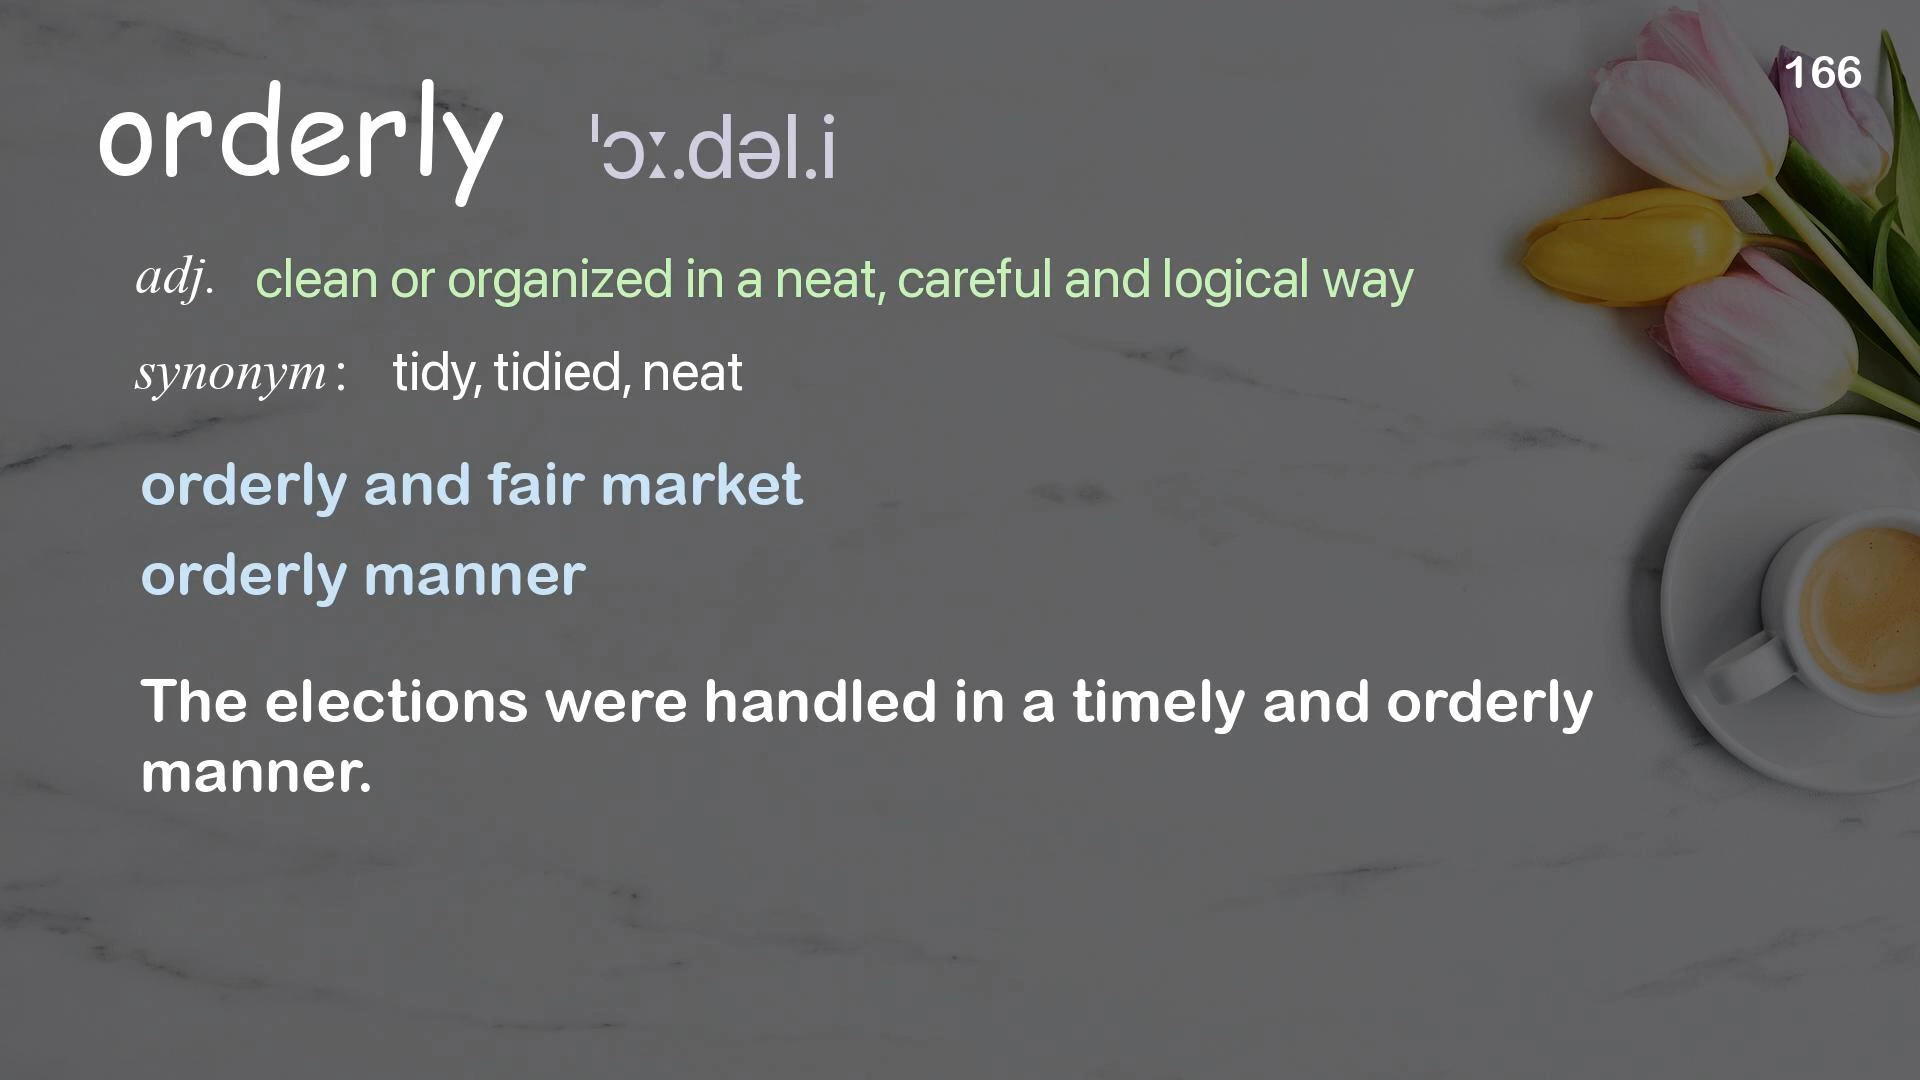 166
orderly ˈɔː.dəl.i
adj. clean or organized in a neat, careful and logical way
synonym : tidy, tidied, neat
orderly and fair market
orderly manner
The elections were handled in a timely and orderly
manner.